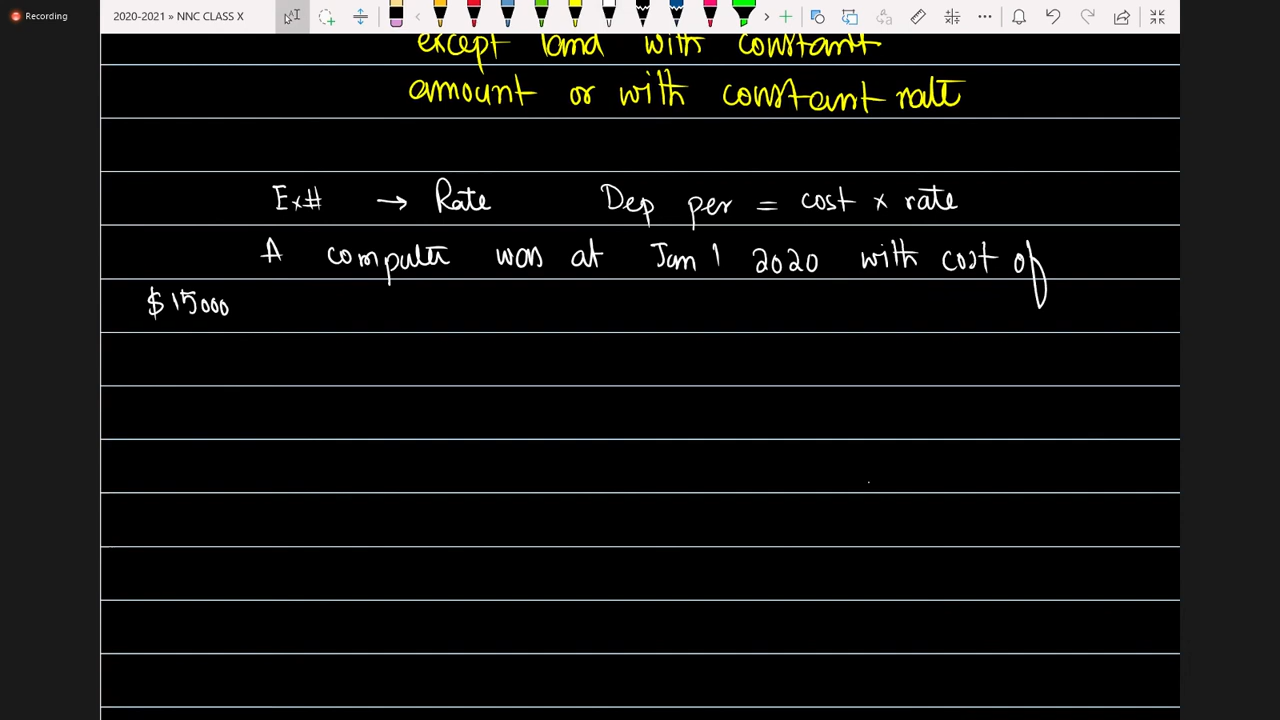 Recording
2020-2021 » NNC CLASS X
except land with constant
amount or with constant rate
Ex# → Rate Dep per = cost × rate
A computer was at Jan 1 2020 with cost of
$15000